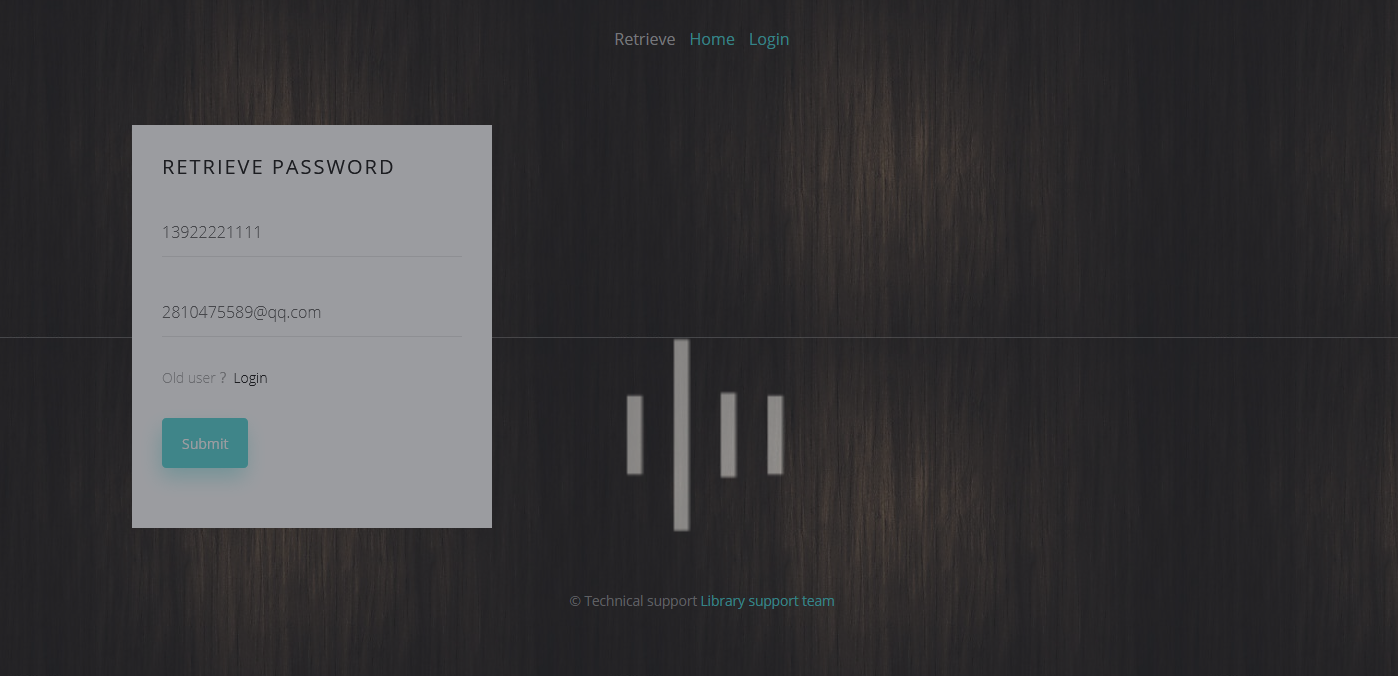 Retrieve Home Login
RETRIEVE PASSWORD
13922221111
2810475589@qq.com
Old user ? Login
Submit
© Technical support Library support team